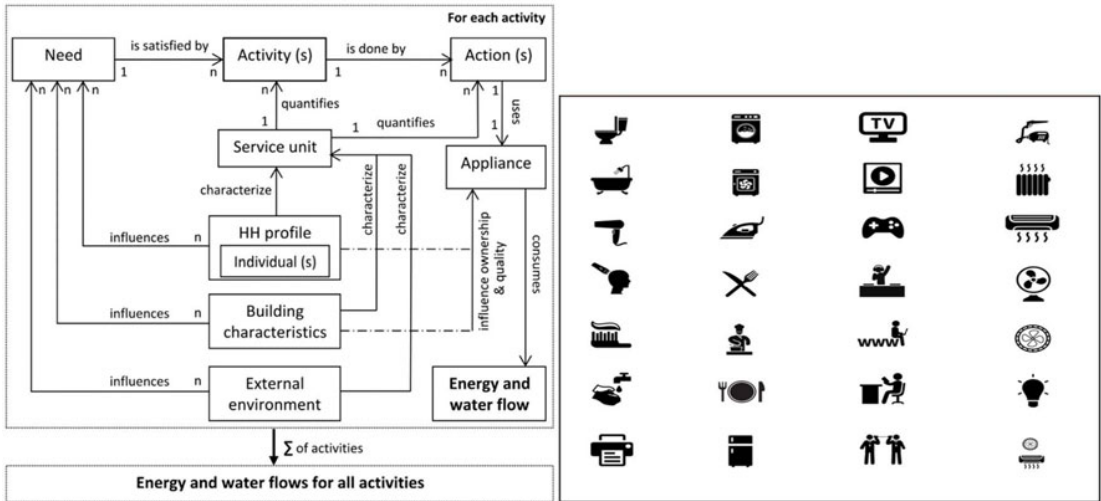 For each activity
Need
is satisfied by
1
n
Activity (s)
is done by
1
n
Action (s)
n
n
n
n
quantifies
1
1
quantifies
n
1
uses
1
Service unit
Appliance
characterize
characterize
characterize
HH profile
Individual (s)
influences
n
influence ownership
& quality
consumes
Building
characteristics
influences
n
External
environment
influences
n
Energy and
water flow
∑ of activities
Energy and water flows for all activities
TV
www